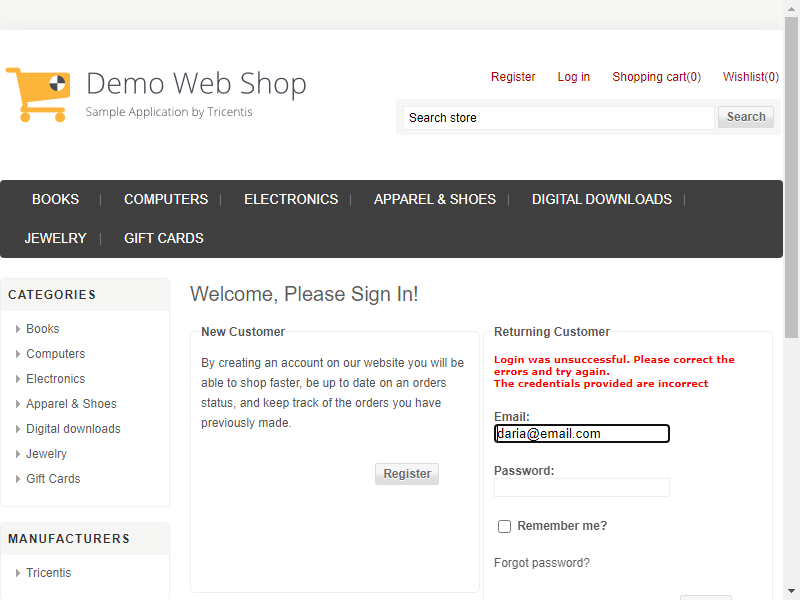 Demo Web Shop
Sample Application by Tricentis
Register
Log in
Shopping cart(0)
Wishlist(0)
Search store
Search
BOOKS
COMPUTERS
ELECTRONICS
APPAREL & SHOES
DIGITAL DOWNLOADS
JEWELRY
GIFT CARDS
CATEGORIES
Books
Computers
Electronics
Apparel & Shoes
Digital downloads
Jewelry
Gift Cards
MANUFACTURERS
Tricentis
Welcome, Please Sign In!
New Customer
By creating an account on our website you will be
able to shop faster, be up to date on an orders
status, and keep track of the orders you have
previously made.
Register
Returning Customer
Login was unsuccessful. Please correct the
errors and try again.
The credentials provided are incorrect
Email:
daria@email.com
Password:
Remember me?
Forgot password?